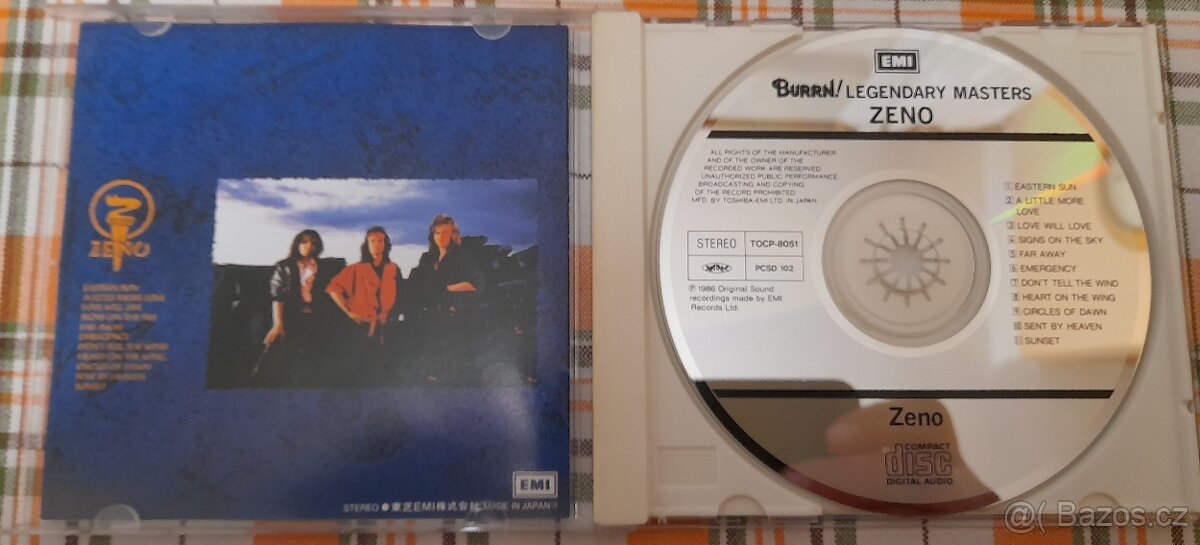 ZENO
EASTERN SUN
A LITTLE MORE LOVE
LOVE WILL LOVE
SIGNS ON THE SKY
FAR AWAY
EMERGENCY
DON'T TELL THE WIND
HEART ON THE WING
CIRCLES OF DAWN
SENT BY HEAVEN
SUNSET
EMI
STEREO ● 東芝EMI株式会社 MADE IN JAPAN
EMI
BURRN! LEGENDARY MASTERS
ZENO
ALL RIGHTS OF THE MANUFACTURER
AND OF THE OWNER OF THE
RECORDED WORK ARE RESERVED.
UNAUTHORIZED PUBLIC PERFORMANCE
BROADCASTING AND COPYING
OF THE RECORD PROHIBITED.
MFD. BY TOSHIBA-EMI LTD. IN JAPAN.
STEREO TOCP-8051
PCSD 102
℗ 1986 Original Sound
recordings made by EMI
Records Ltd.
1 EASTERN SUN
2 A LITTLE MORE
LOVE
3 LOVE WILL LOVE
4 SIGNS ON THE SKY
5 FAR AWAY
6 EMERGENCY
7 DON'T TELL THE WIND
8 HEART ON THE WING
9 CIRCLES OF DAWN
10 SENT BY HEAVEN
11 SUNSET
Zeno
COMPACT
disc
DIGITAL AUDIO
@( Bazos.cz